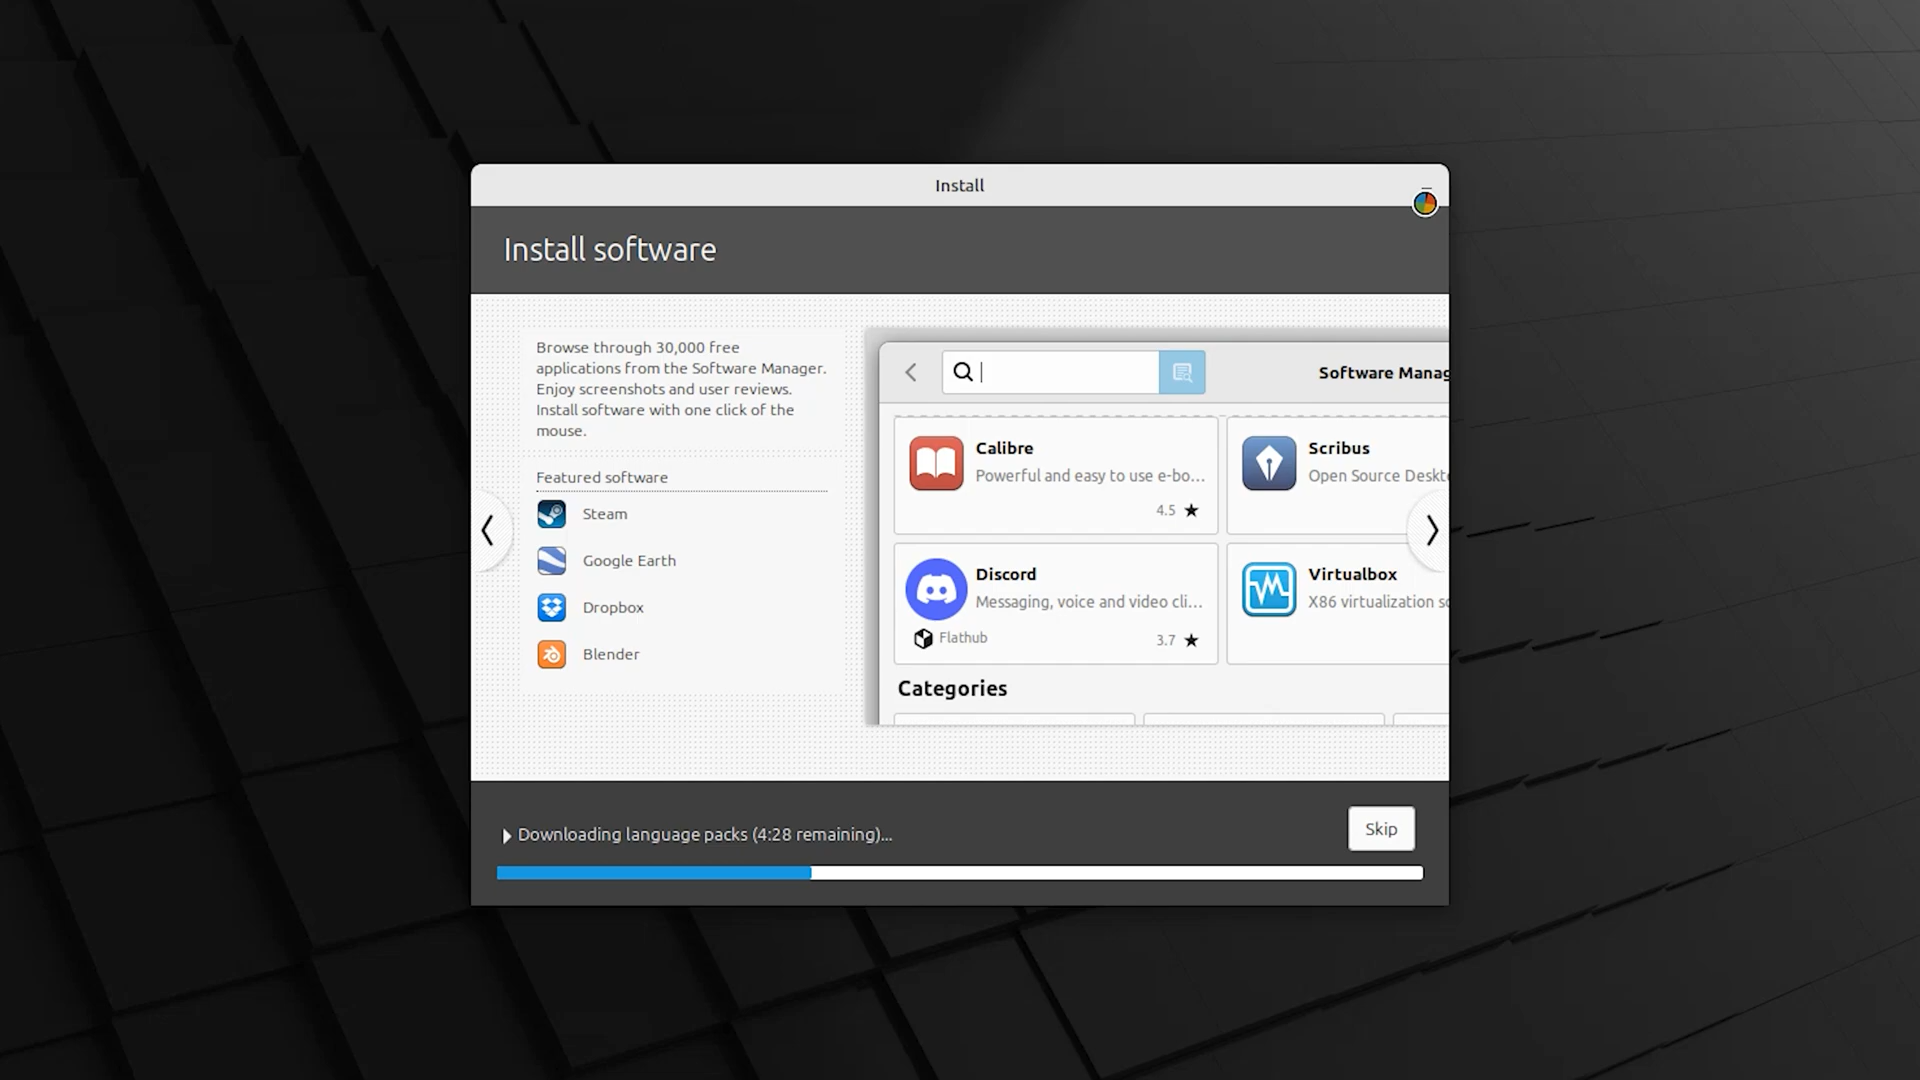 Install
Install software
Browse through 30,000 free
applications from the Software Manager.
Enjoy screenshots and user reviews.
Install software with one click of the
mouse.
Featured software
Steam
Google Earth
Dropbox
Blender
Software Manag
Calibre
Powerful and easy to use e-bo...
4.5 ★
Scribus
Open Source Deskt
Discord
Messaging, voice and video cli...
Flathub
3.7 ★
Virtualbox
X86 virtualization so
Categories
Downloading language packs (4:28 remaining)...
Skip